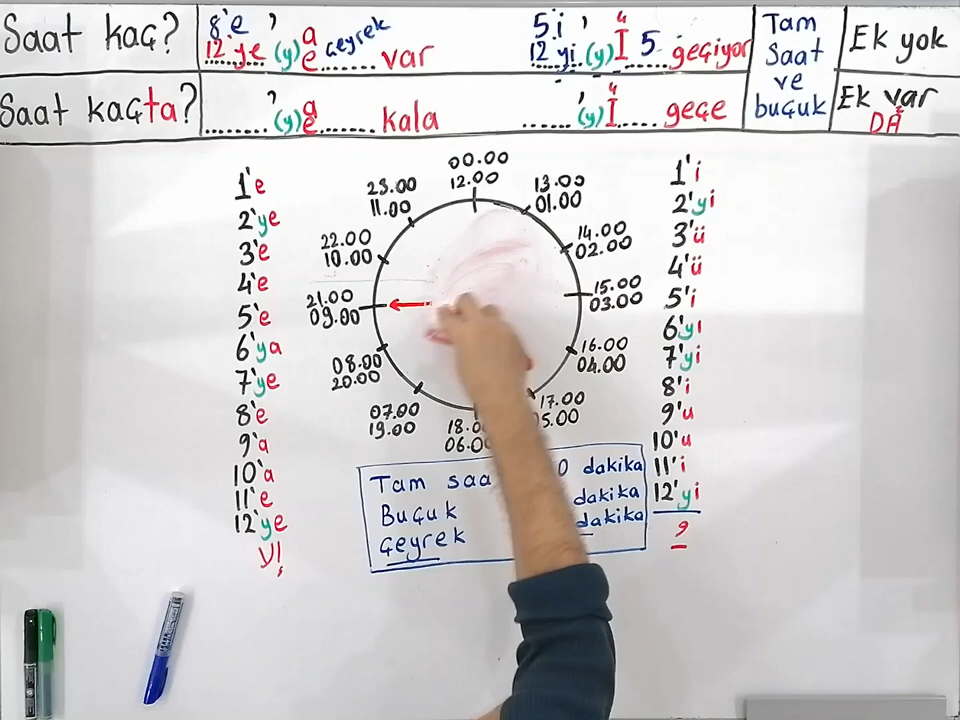 Saat kaç?
8'e ' a
12'ye (y)e çeyrek ........ var
5'i ' 4
12'yi (y)I 5 geçiyor
Tam
Saat
ve
buçuk
Ek yok
Saat kaçta?
........ '(y)a
e ........ kala
........ '(y)I 4 ..... geçe
Ek var
DA
1'e
2'ye
3'e
4'e
5'e
6'ya
7'ye
8'e
9'a
10'a
11'e
12'ye
y!
00.00
12.00
13.00
01.00
14.00
02.00
15.00
03.00
16.00
04.00
17.00
05.00
18.00
06.00
07.00
19.00
08.00
20.00
21.00
09.00
22.00
10.00
23.00
11.00
1'i
2'yi
3'ü
4'ü
5'i
6'yı
7'yi
8'i
9'u
10'u
11'i
12'yi
Tam dakika
Buçuk dakika
Çeyrek dakika